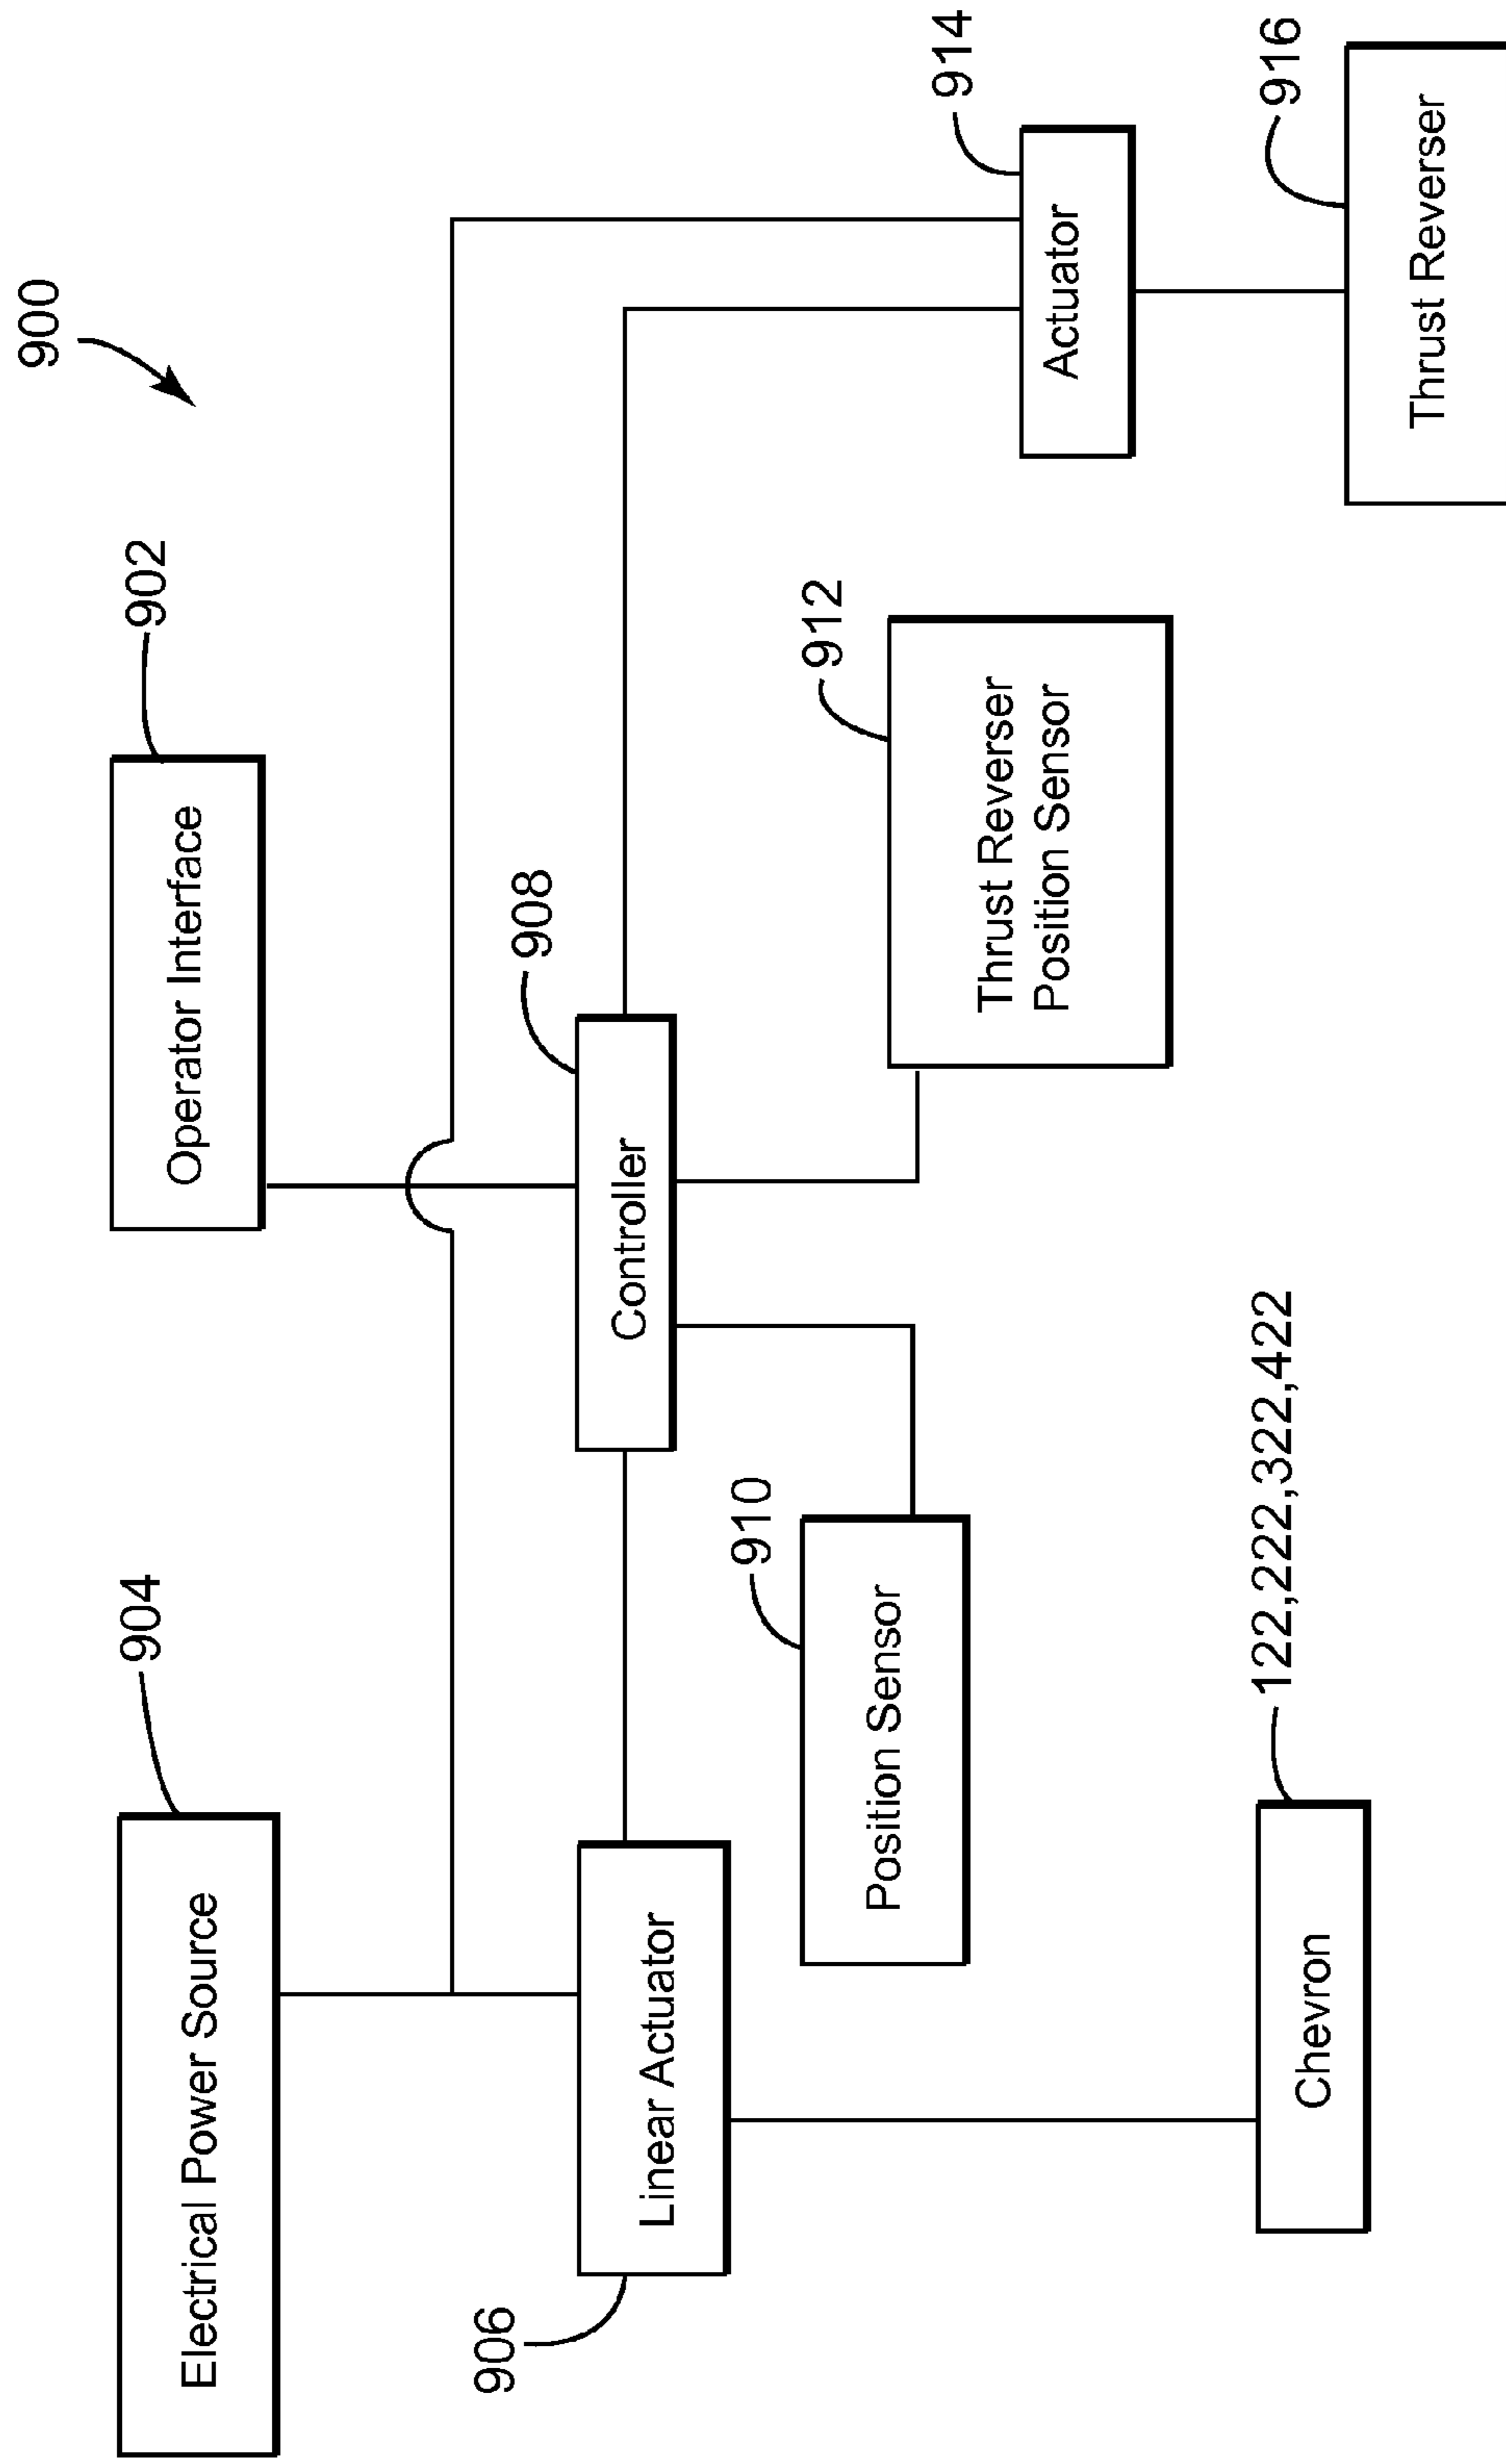 900
904
Electrical Power Source
902
Operator Interface
906
Linear Actuator
908
Controller
910
Position Sensor
912
Thrust Reverser
Position Sensor
914
Actuator
122,222,322,422
Chevron
916
Thrust Reverser